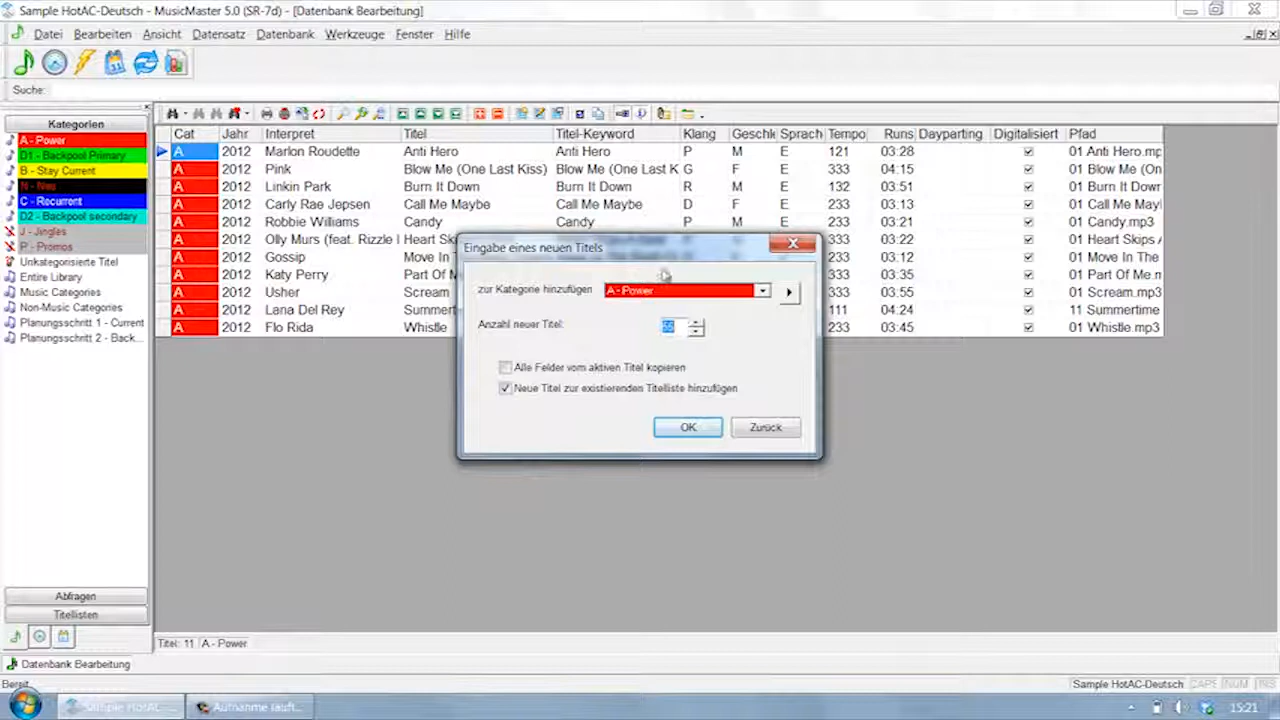 Sample HotAC-Deutsch - MusicMaster 5.0 (SR-7d) - [Datenbank Bearbeitung]
Datei Bearbeiten Ansicht Datensatz Datenbank Werkzeuge Fenster Hilfe
Suche:
Kategorien
A - Power
D1 - Backpool Primary
B - Stay Current
N - Neu
C - Recurrent
D2 - Backpool secondary
J - Jingles
P - Promos
Unkategorisierte Titel
Entire Library
Music Categories
Non-Music Categories
Planungsschritt 1 - Current
Planungsschritt 2 - Back...
Abfragen
Titellisten
Cat Jahr Interpret Titel Titel-Keyword Klang Sprach Tempo Runs Dayparting Digitalisiert Pfad
A 2012 Marlon Roudette Anti Hero Anti Hero P M E 121 03:38 01 Anti Hero.mp
A 2012 Pink Blow Me (One Last Kiss) Blow Me (One Last K G F E 333 04:15 01 Blow Me (On
A 2012 Linkin Park Burn It Down Burn It Down R M E 132 03:51 01 Burn It Dow
A 2012 Carly Rae Jepsen Call Me Maybe Call Me Maybe D F E 233 03:13 01 Call Me Mayl
A 2012 Robbie Williams Candy Candy P M E 233 03:21 01 Candy.mp3
A 2012 Olly Murs (feat. Rizzle I Heart Sk 333 03:22 01 Heart Skips A
A 2012 Gossip Move In 333 03:22 01 Move In The
A 2012 Katy Perry Part Of M 333 03:35 01 Part Of Me.n
A 2012 Usher Scream 333 03:55 01 Scream.mp3
A 2012 Lana Del Rey Summer 111 04:24 11 Summertime
A 2012 Flo Rida Whistle 233 03:45 01 Whistle.mp3
Eingabe eines neuen Titels
zur Kategorie hinzufügen A - Power
Anzahl neuer Titel:
Alle Felder vom aktiven Titel kopieren
Neue Titel zur existierenden Titelliste hinzufügen
OK Zurück
Titel: 11 A - Power
Datenbank Bearbeitung
Bereit Sample HotAC-Deutsch CAPS NUM INS
Sample HotAC-... Aufnahme läuft... 15:21